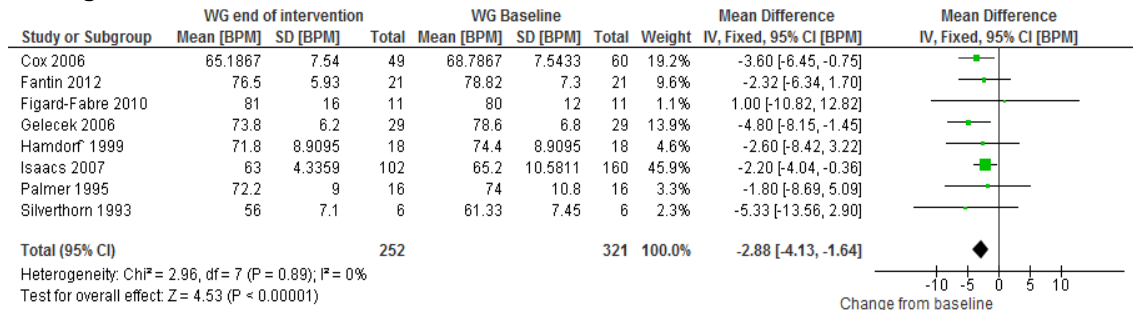 WG end of intervention WG Baseline Mean Difference Mean Difference
Study or Subgroup Mean [BPM] SD [BPM] Total Mean [BPM] SD [BPM] Total Weight IV, Fixed, 95% CI [BPM] IV, Fixed, 95% CI [BPM]
Cox 2006 65.1867 7.54 49 68.7867 7.5433 60 19.2% -3.60 [-6.45, -0.75]
Fantin 2012 76.5 5.93 21 78.82 7.3 21 9.6% -2.32 [-6.34, 1.70]
Figard-Fabre 2010 81 16 11 80 12 11 1.1% 1.00 [-10.82, 12.82]
Gelecek 2006 73.8 6.2 29 78.6 6.8 29 13.9% -4.80 [-8.15, -1.45]
Hamdorf 1999 71.8 8.9095 18 74.4 8.9095 18 4.6% -2.60 [-8.42, 3.22]
Isaacs 2007 63 4.3359 102 65.2 10.5811 160 45.9% -2.20 [-4.04, -0.36]
Palmer 1995 72.2 9 16 74 10.8 16 3.3% -1.80 [-8.69, 5.09]
Silverthorn 1993 56 7.1 6 61.33 7.45 6 2.3% -5.33 [-13.56, 2.90]
Total (95% CI) 252 321 100.0% -2.88 [-4.13, -1.64]
Heterogeneity: Chi² = 2.96, df = 7 (P = 0.89); I² = 0%
Test for overall effect: Z = 4.53 (P < 0.00001)
-10 -5 0 5 10
Change from baseline